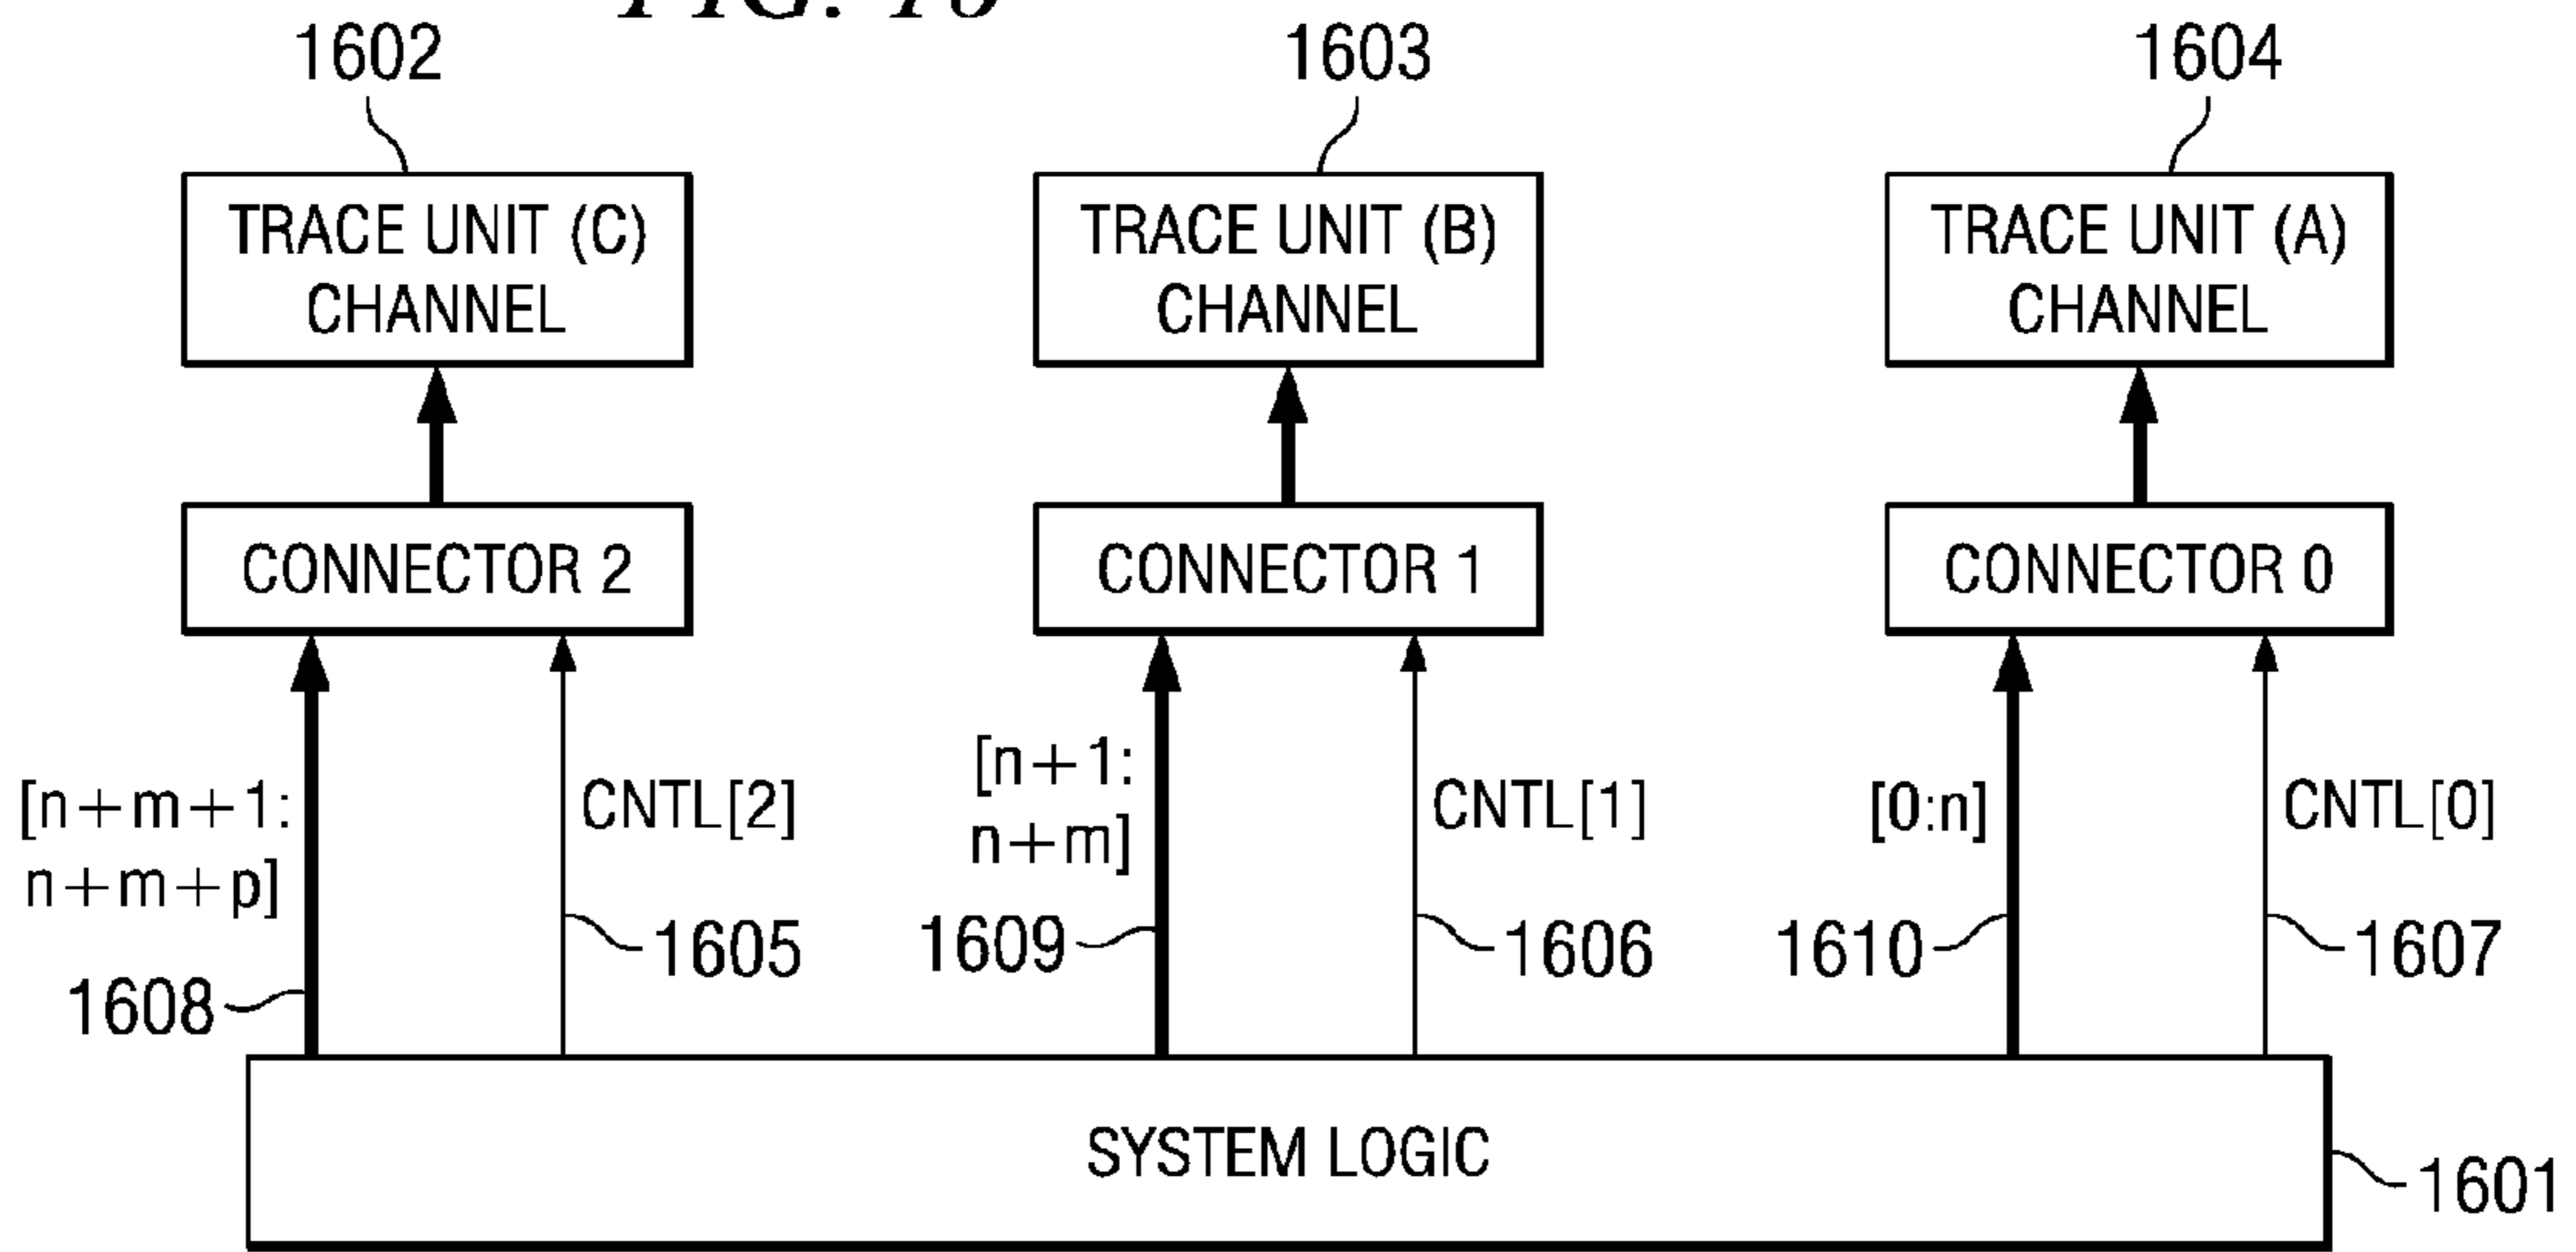 1602
1603
1604
TRACE UNIT (C)
CHANNEL
TRACE UNIT (B)
CHANNEL
TRACE UNIT (A)
CHANNEL
CONNECTOR 2
CONNECTOR 1
CONNECTOR 0
[n+m+1:
n+m+p]
CNTL[2]
[n+1:
n+m]
CNTL[1]
[0:n]
CNTL[0]
1608
1605
1609
1606
1610
1607
SYSTEM LOGIC
1601